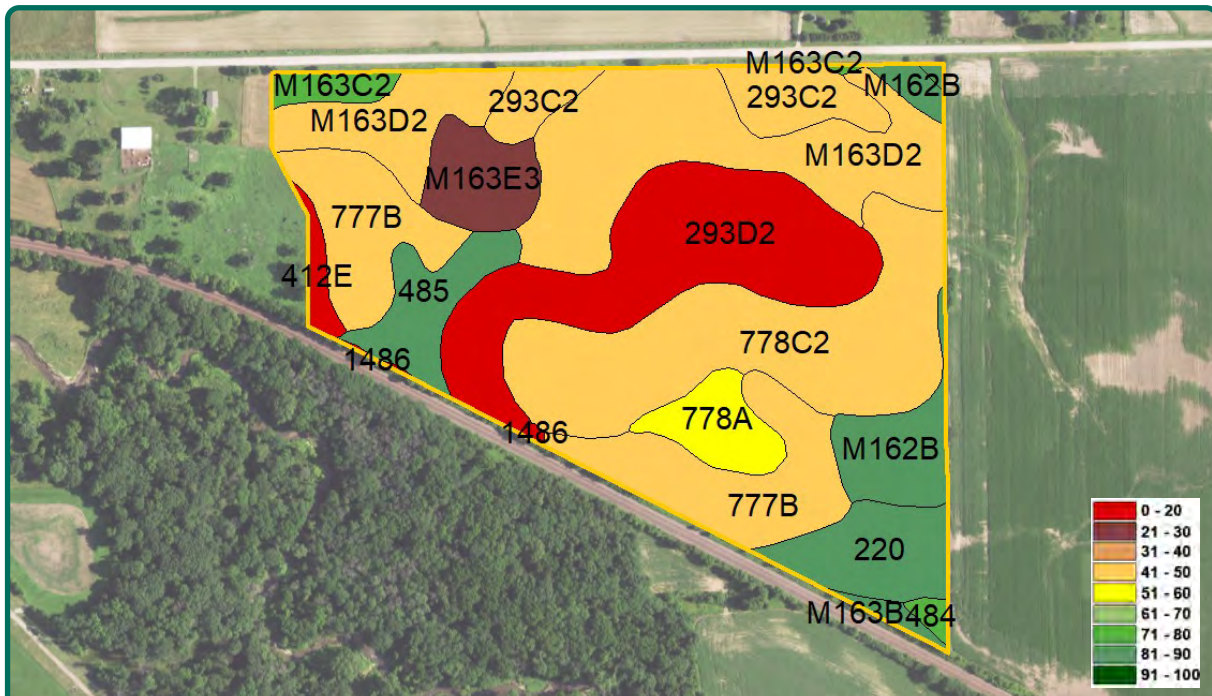 M163C2
M162B
M163C2
293C2
293C2
M163D2
M163D2
M163E3
777B
293D2
412E
485
1486
778C2
778A
1486
M162B
777B
220
M163B
484
0 - 20
21 - 30
31 - 40
41 - 50
51 - 60
61 - 70
71 - 80
81 - 90
91 - 100